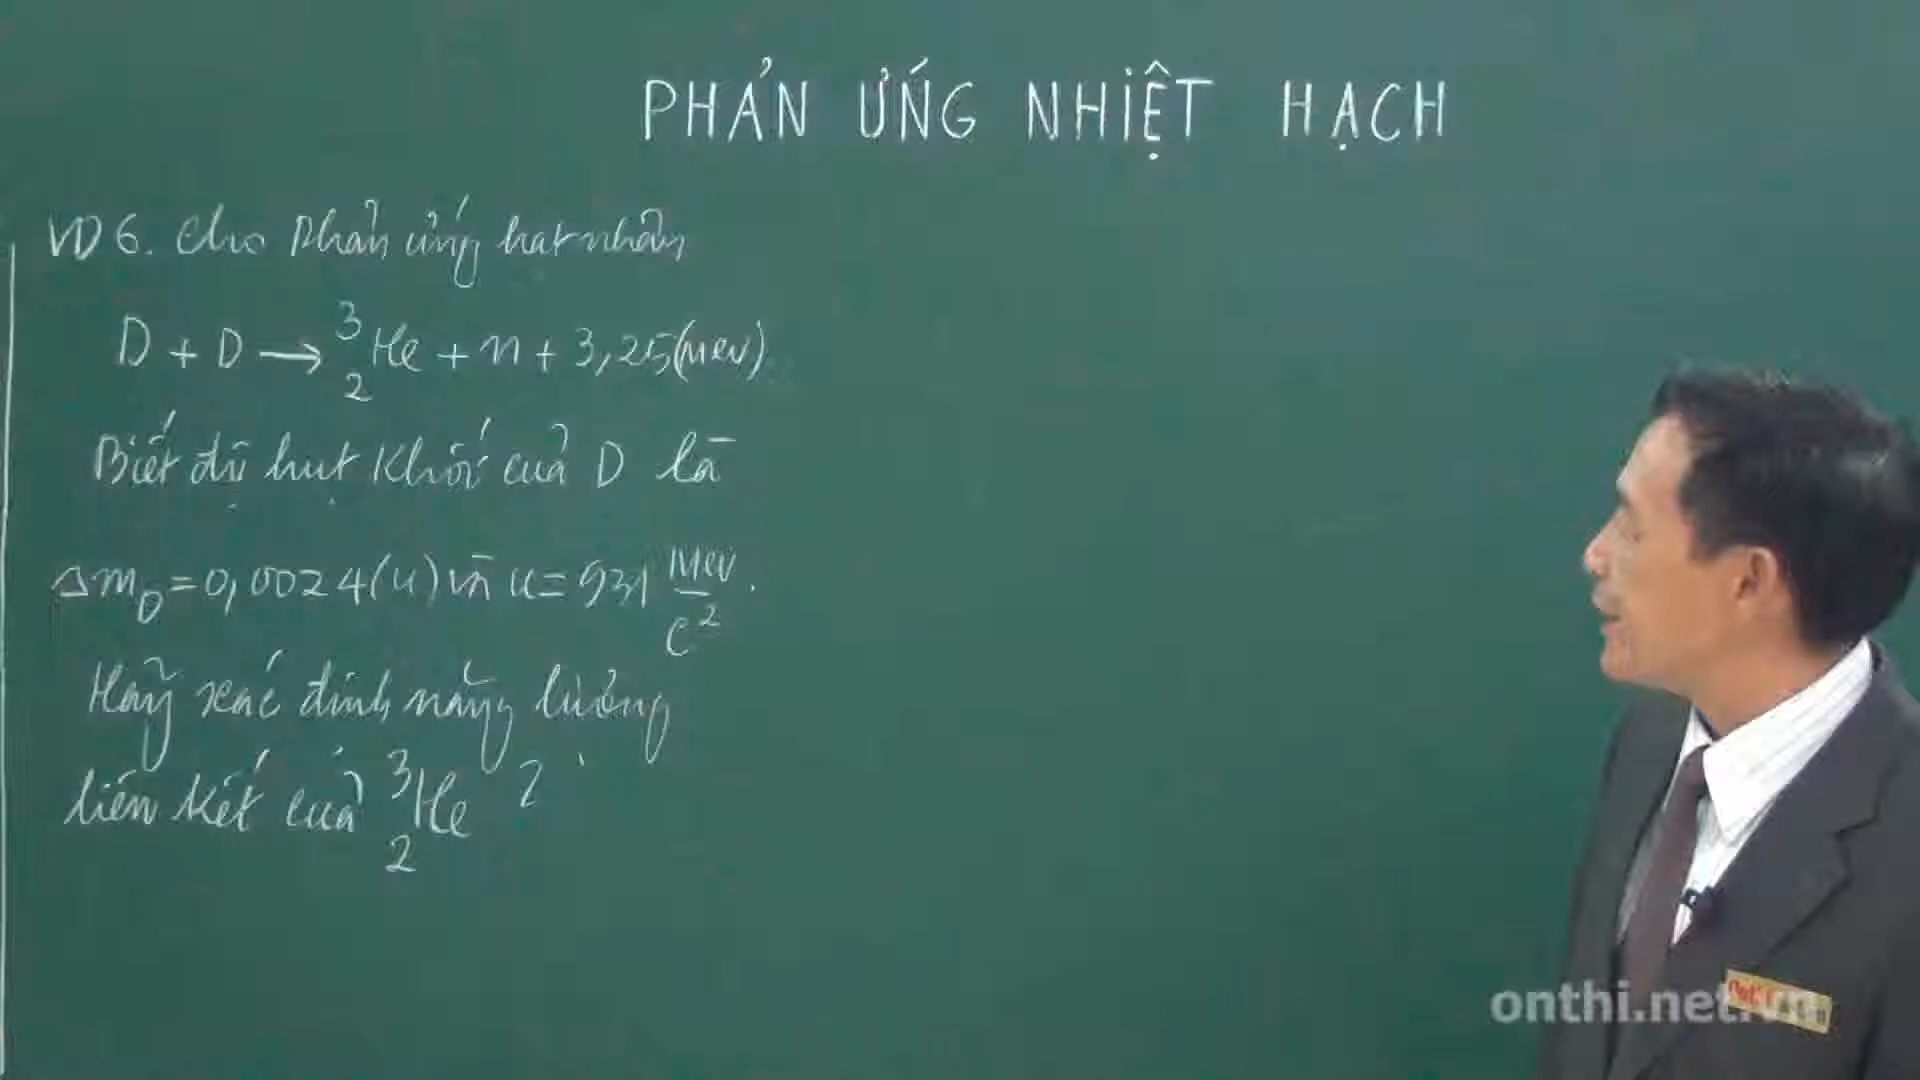 PHẢN ỨNG NHIỆT HẠCH
VD 6. Cho Phản ứng hạt nhân
D + D → ³₂He + n + 3,25(MeV).
Biết độ hụt Khối của D là
Δm_D = 0,0024(u) và u = 931 MeV/c².
Hãy xác định năng lượng
liên kết của ³₂He ?
onthi.net.vn